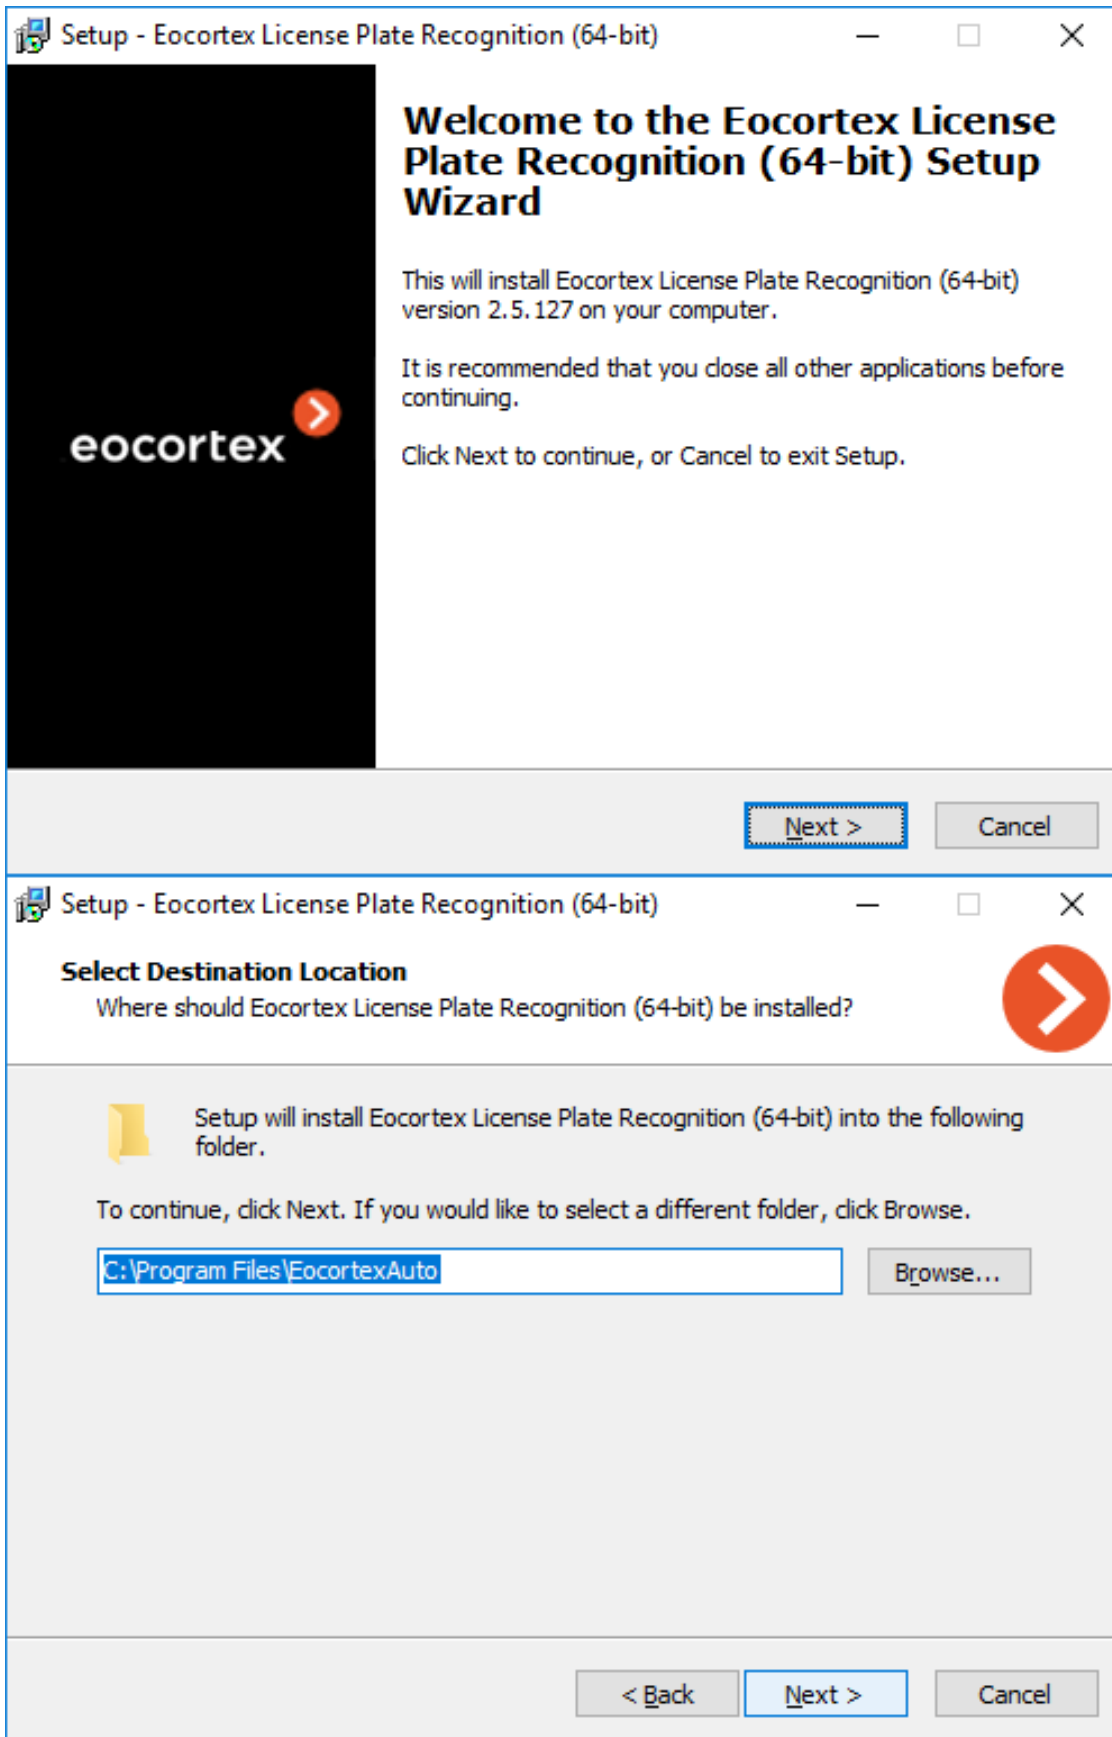 Setup - Eocortex License Plate Recognition (64-bit)
Welcome to the Eocortex License
Plate Recognition (64-bit) Setup
Wizard
This will install Eocortex License Plate Recognition (64-bit)
version 2.5.127 on your computer.
It is recommended that you close all other applications before
continuing.
eocortex
Click Next to continue, or Cancel to exit Setup.
Next >
Cancel
Setup - Eocortex License Plate Recognition (64-bit)
Select Destination Location
Where should Eocortex License Plate Recognition (64-bit) be installed?
Setup will install Eocortex License Plate Recognition (64-bit) into the following
folder.
To continue, click Next. If you would like to select a different folder, click Browse.
C:\Program Files\EocortexAuto
Browse...
< Back
Next >
Cancel